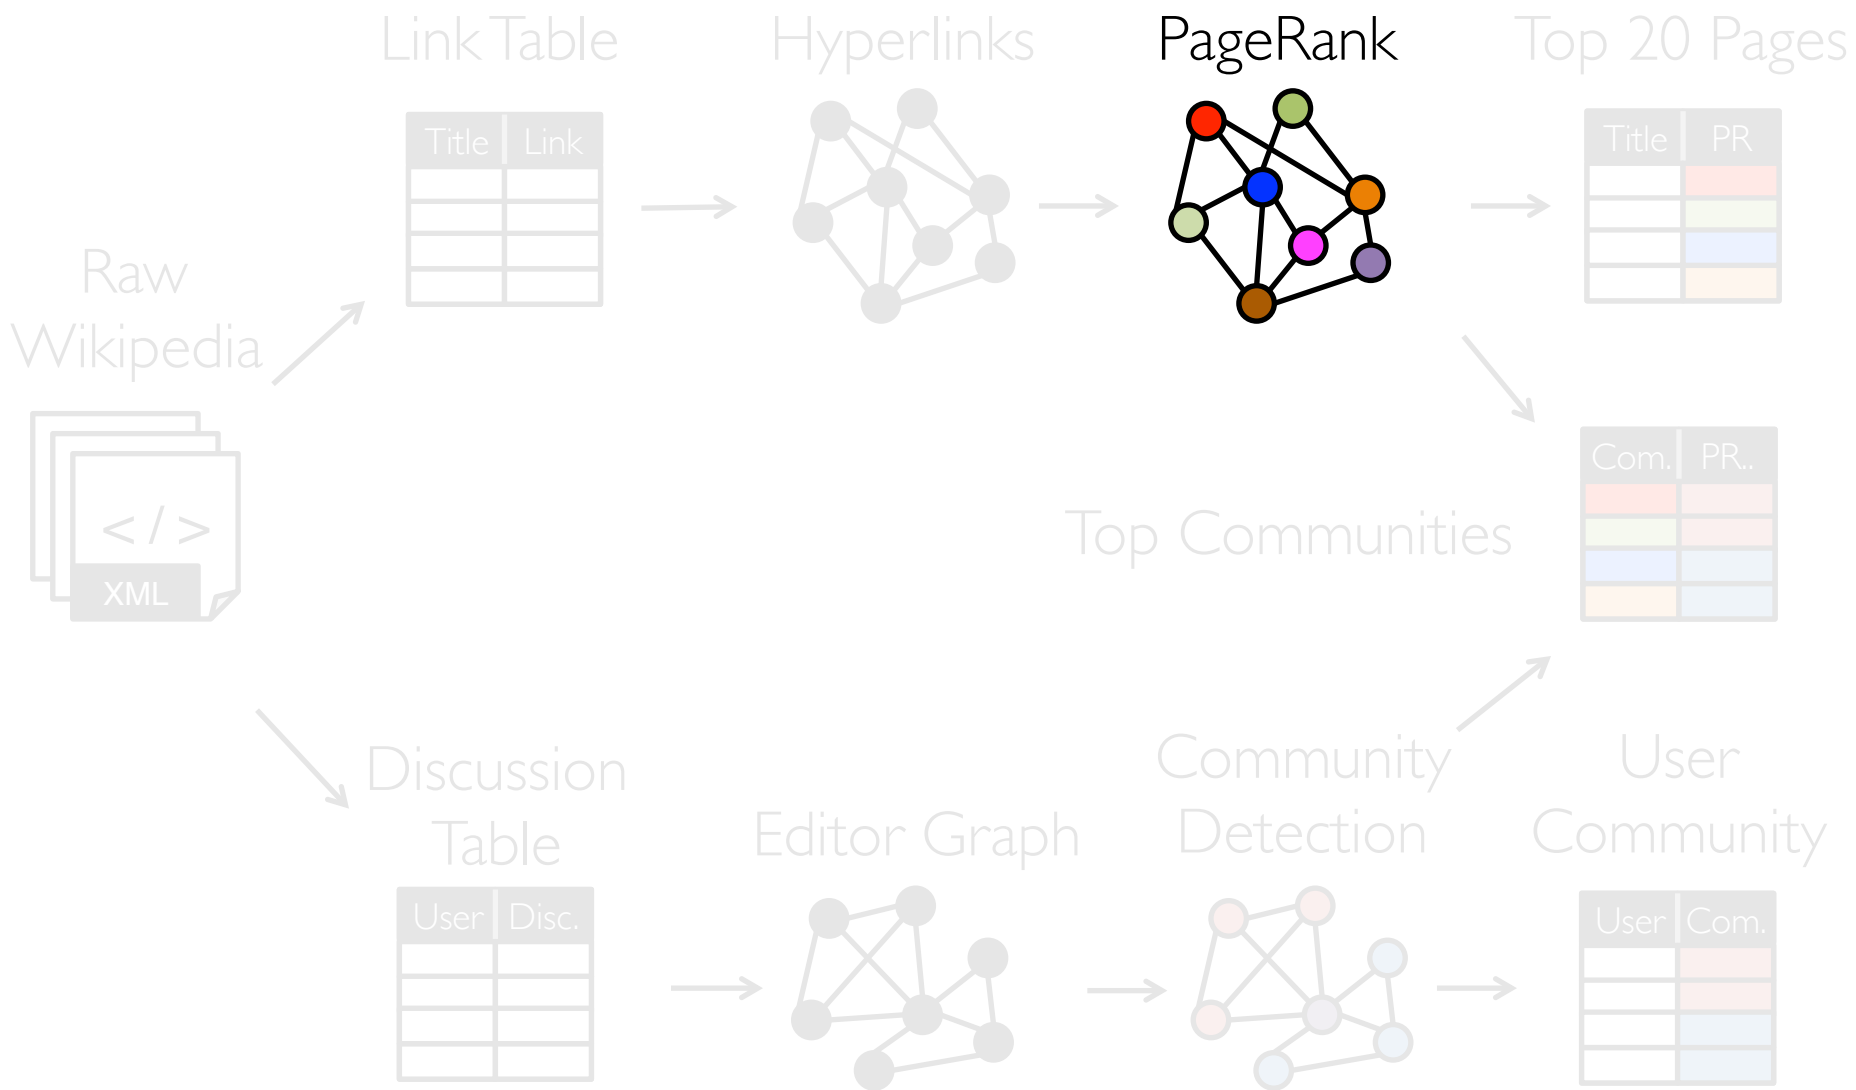 Link Table
Hyperlinks
PageRank
Top 20 Pages
Title Link
Title PR
Raw
Wikipedia
</>
XML
Com. PR..
Top Communities
Discussion
Table
Editor Graph
Community
Detection
User
Community
User Disc.
User Com.